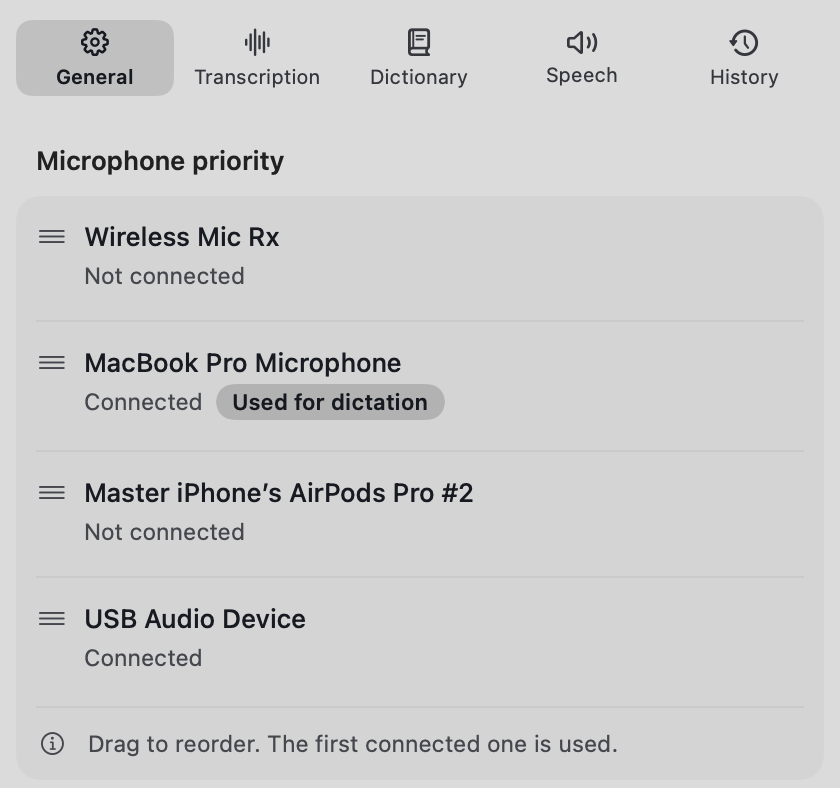 General
Transcription
Dictionary
Speech
History
Microphone priority
Wireless Mic Rx
Not connected
MacBook Pro Microphone
Connected Used for dictation
Master iPhone’s AirPods Pro #2
Not connected
USB Audio Device
Connected
Drag to reorder. The first connected one is used.